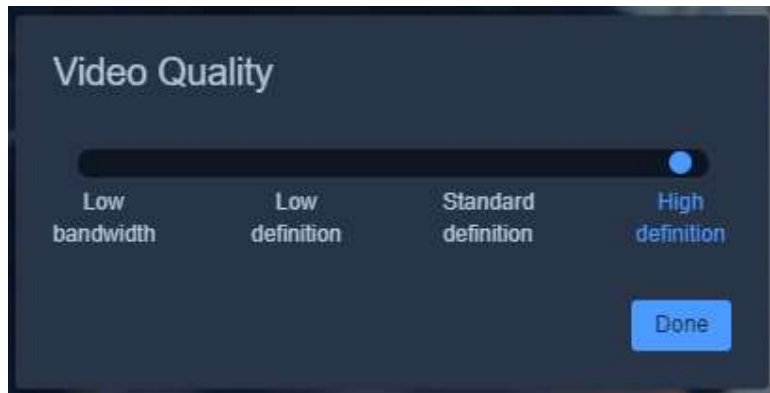 Video Quality
Low Low Standard High
bandwidth definition definition definition
Done